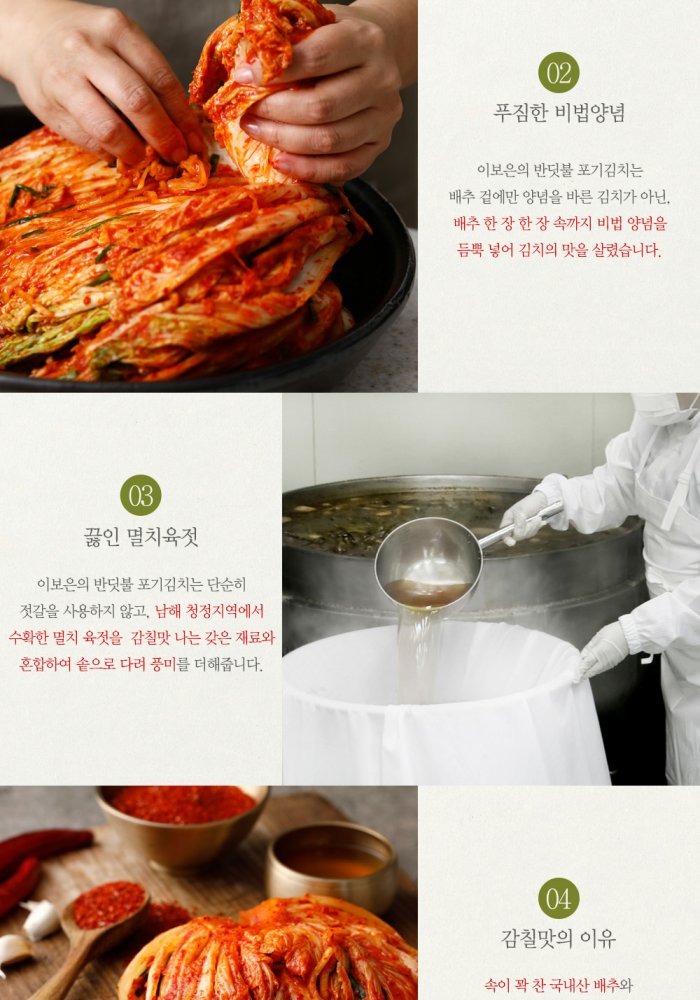 02
푸짐한 비법양념
이보은의 반딧불 포기김치는
배추 겉에만 양념을 바른 김치가 아닌,
배추 한 장 한 장 속까지 비법 양념을
듬뿍 넣어 김치의 맛을 살렸습니다.
03
끓인 멸치육젓
이보은의 반딧불 포기김치는 단순히
젓갈을 사용하지 않고, 남해 청정지역에서
수확한 멸치 육젓을 감칠맛 나는 갖은 재료와
혼합하여 솥으로 다려 풍미를 더해줍니다.
04
감칠맛의 이유
속이 꽉 찬 국내산 배추와